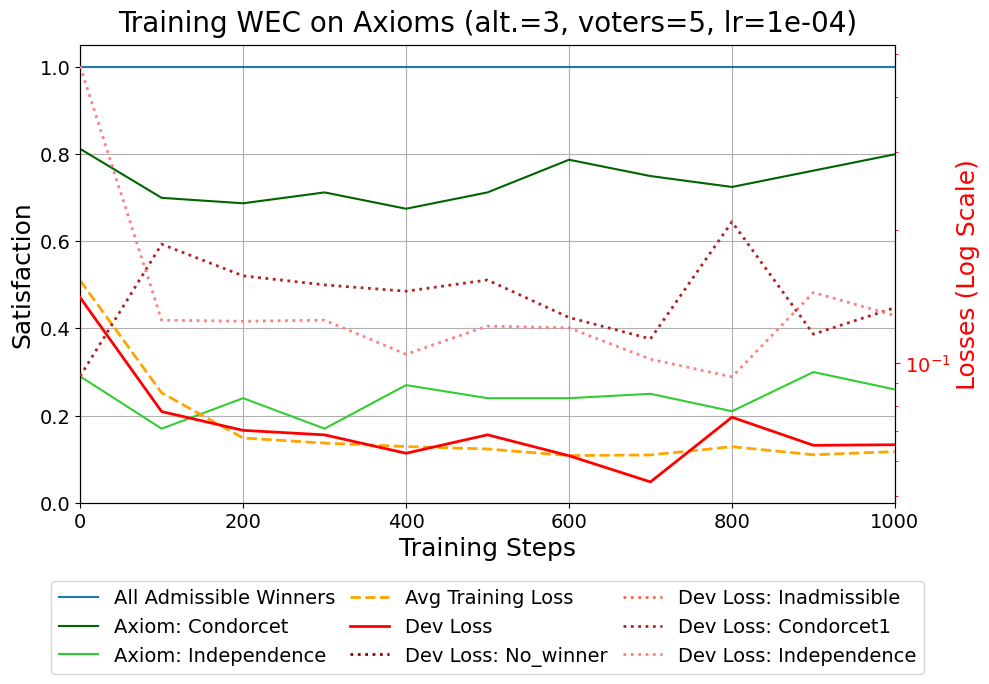 Training WEC on Axioms (alt.=3, voters=5, lr=1e-04)
Satisfaction
1.0
0.8
0.6
0.4
0.2
0.0
0 200 400 600 800 1000
Training Steps
10⁻¹
Losses (Log Scale)
All Admissible Winners
Axiom: Condorcet
Axiom: Independence
Avg Training Loss
Dev Loss
Dev Loss: No_winner
Dev Loss: Inadmissible
Dev Loss: Condorcet1
Dev Loss: Independence